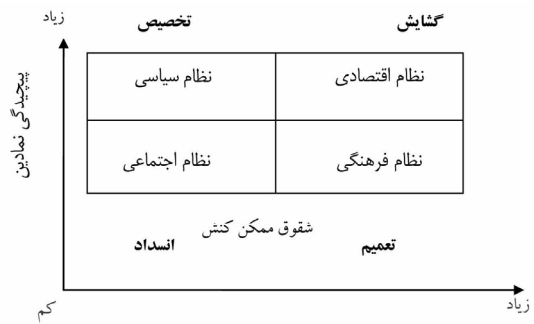 زیاد
گشایش
تخصیص
پیچیدگی نمادین
نظام اقتصادی
نظام سیاسی
نظام فرهنگی
نظام اجتماعی
شقوق ممکن کنش
تعمیم
انسداد
زیاد
کم